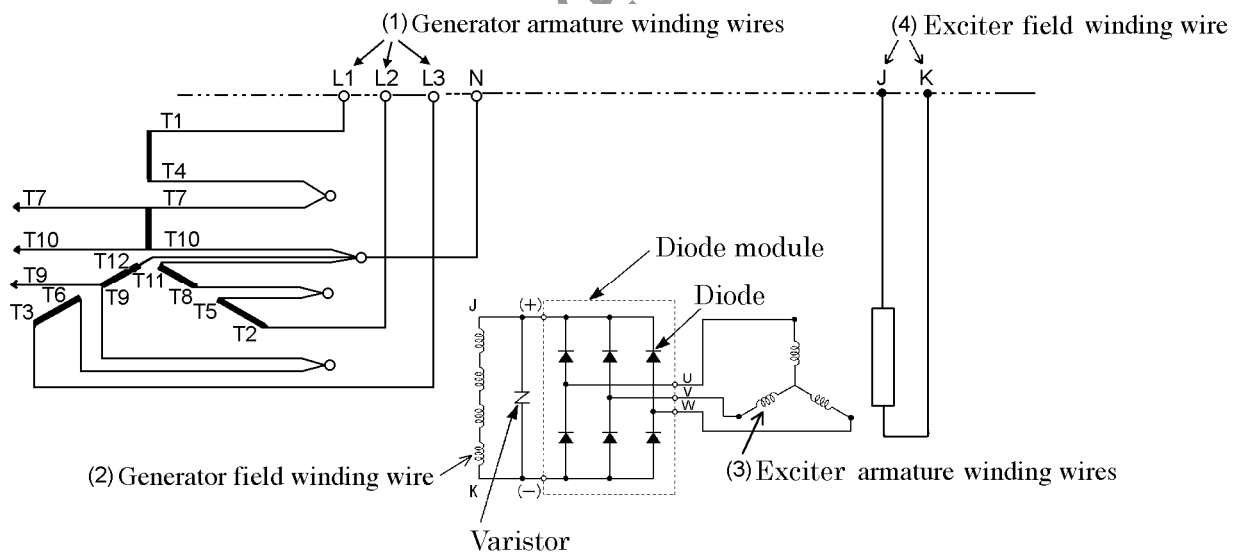 (1) Generator armature winding wires
(4) Exciter field winding wire
L1 L2 L3 N
J K
T1
T4
T7 T7
T10 T10
T12
T11
T9 T9
T8
T6
T3
T5
T2
Diode module
Diode
J (+)
U
V
W
K (−)
(2) Generator field winding wire
(3) Exciter armature winding wires
Varistor